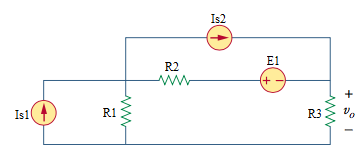 Is2
R2
E1
+ −
Is1
R1
R3
+
vₒ
−